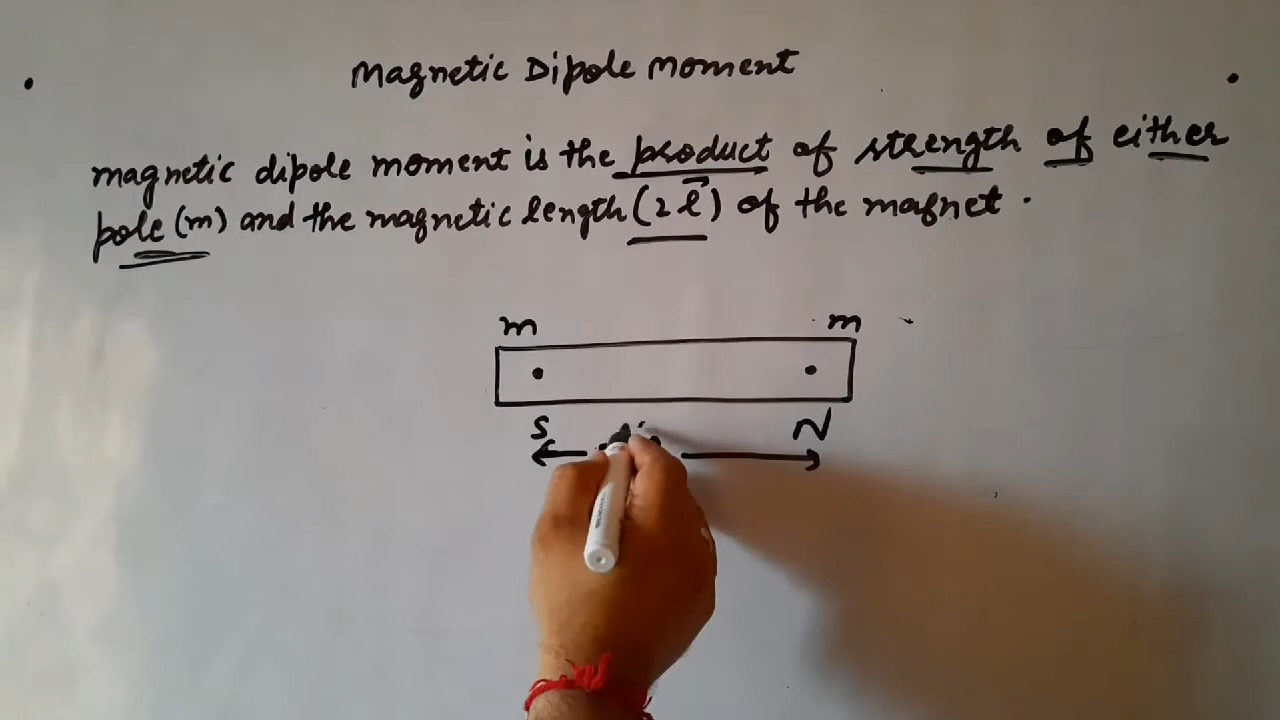 Magnetic Dipole Moment
magnetic dipole moment is the product of strength of either
pole (m) and the magnetic length (2l⃗) of the magnet.
m m
S N